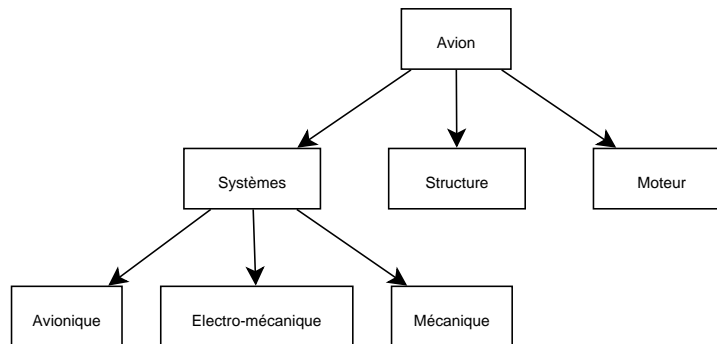 Avion
Systèmes
Structure
Moteur
Avionique
Electro-mécanique
Mécanique